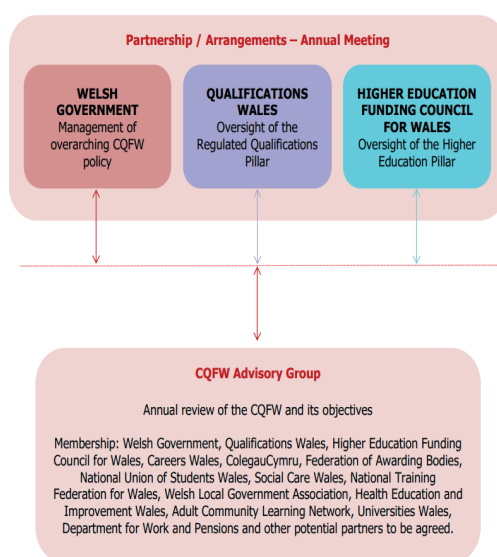 Partnership / Arrangements – Annual Meeting
WELSH
GOVERNMENT
Management of
overarching CQFW
policy
QUALIFICATIONS
WALES
Oversight of the
Regulated Qualifications
Pillar
HIGHER EDUCATION
FUNDING COUNCIL
FOR WALES
Oversight of the Higher
Education Pillar
CQFW Advisory Group
Annual review of the CQFW and its objectives
Membership: Welsh Government, Qualifications Wales, Higher Education Funding
Council for Wales, Careers Wales, ColegauCymru, Federation of Awarding Bodies,
National Union of Students Wales, Social Care Wales, National Training
Federation for Wales, Welsh Local Government Association, Health Education and
Improvement Wales, Adult Community Learning Network, Universities Wales,
Department for Work and Pensions and other potential partners to be agreed.